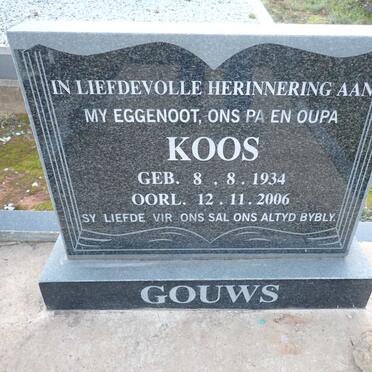 IN LIEFDEVOLLE HERINNERING AAN
MY EGGENOOT, ONS PA EN OUPA
KOOS
GEB. 8 . 8 . 1934
OORL. 12 . 11 . 2006
SY LIEFDE VIR ONS SAL ONS ALTYD BYBLY.
GOUWS